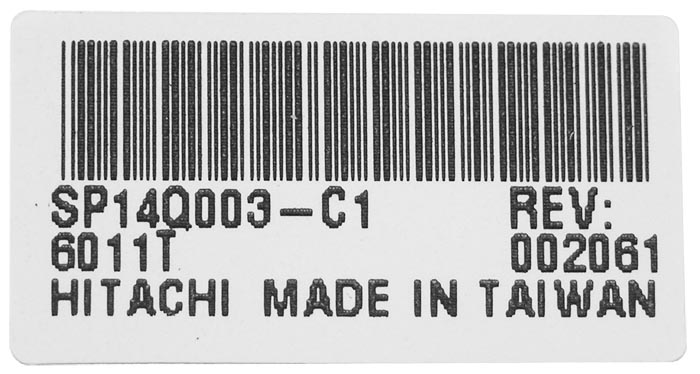 SP14Q003-C1 REV:
6011T 002061
HITACHI MADE IN TAIWAN